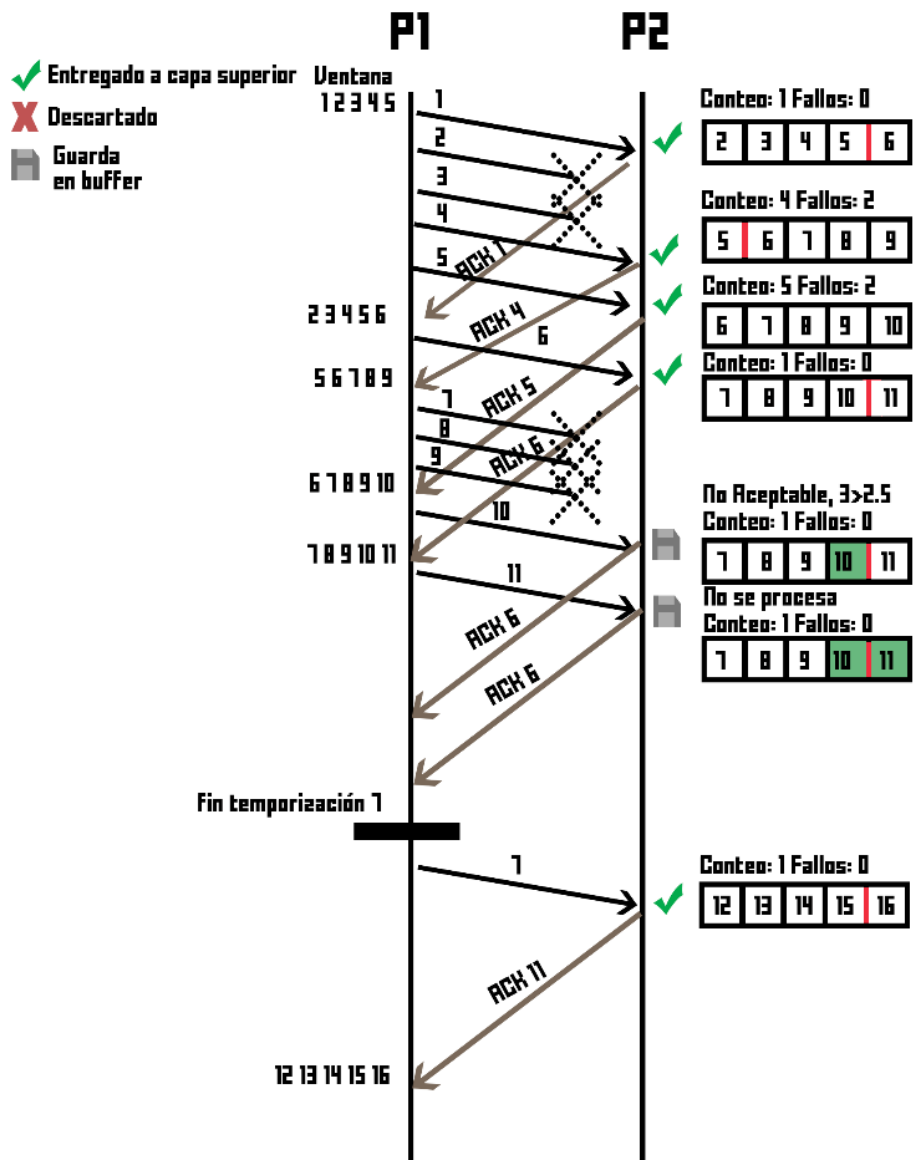 P1
P2
Entregado a capa superior
Descartado
Guarda
en buffer
Ventana
1 2 3 4 5
1
2
3
4
5
Conteo: 1 Fallos: 0
2 3 4 5 6
Conteo: 4 Fallos: 2
5 6 7 8 9
ACK 1
2 3 4 5 6
ACK 4
6
Conteo: 5 Fallos: 2
6 7 8 9 10
Conteo: 1 Fallos: 0
7 8 9 10 11
5 6 7 8 9
ACK 5
7
8
9
ACK 6
6 7 8 9 10
10
No Aceptable, 3>2.5
Conteo: 1 Fallos: 0
7 8 9 10 11
7 8 9 10 11
11
No se procesa
Conteo: 1 Fallos: 0
7 8 9 10 11
ACK 6
ACK 6
Fin temporización 7
7
Conteo: 1 Fallos: 0
12 13 14 15 16
ACK 11
12 13 14 15 16